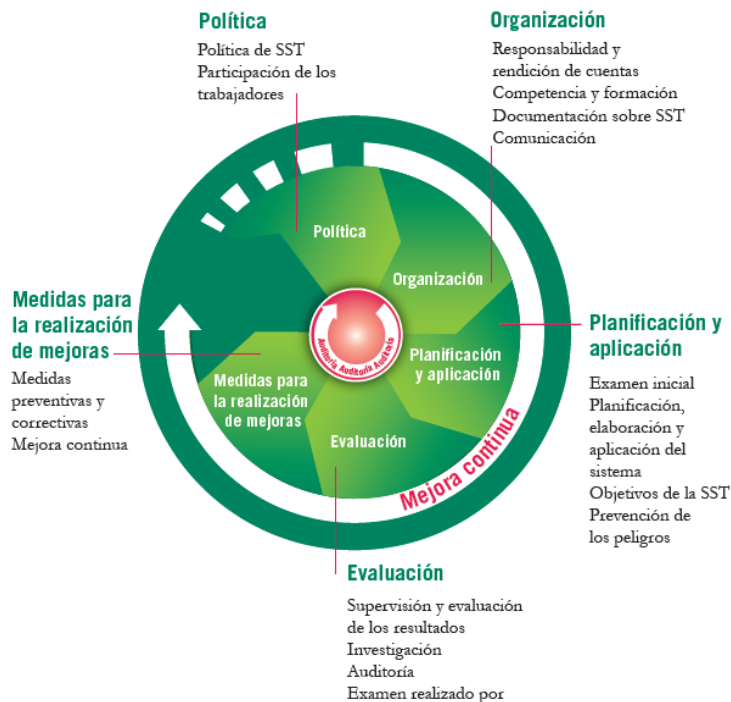 Política
Política de SST
Participación de los
trabajadores
Organización
Responsabilidad y
rendición de cuentas
Competencia y formación
Documentación sobre SST
Comunicación
Política
Organización
Planificación
y aplicación
Evaluación
Medidas para
la realización
de mejoras
Auditoría Auditoría Auditoría
Mejora continua
Medidas para
la realización
de mejoras
Medidas
preventivas y
correctivas
Mejora continua
Planificación y
aplicación
Examen inicial
Planificación,
elaboración y
aplicación del
sistema
Objetivos de la SST
Prevención de
los peligros
Evaluación
Supervisión y evaluación
de los resultados
Investigación
Auditoría
Examen realizado por